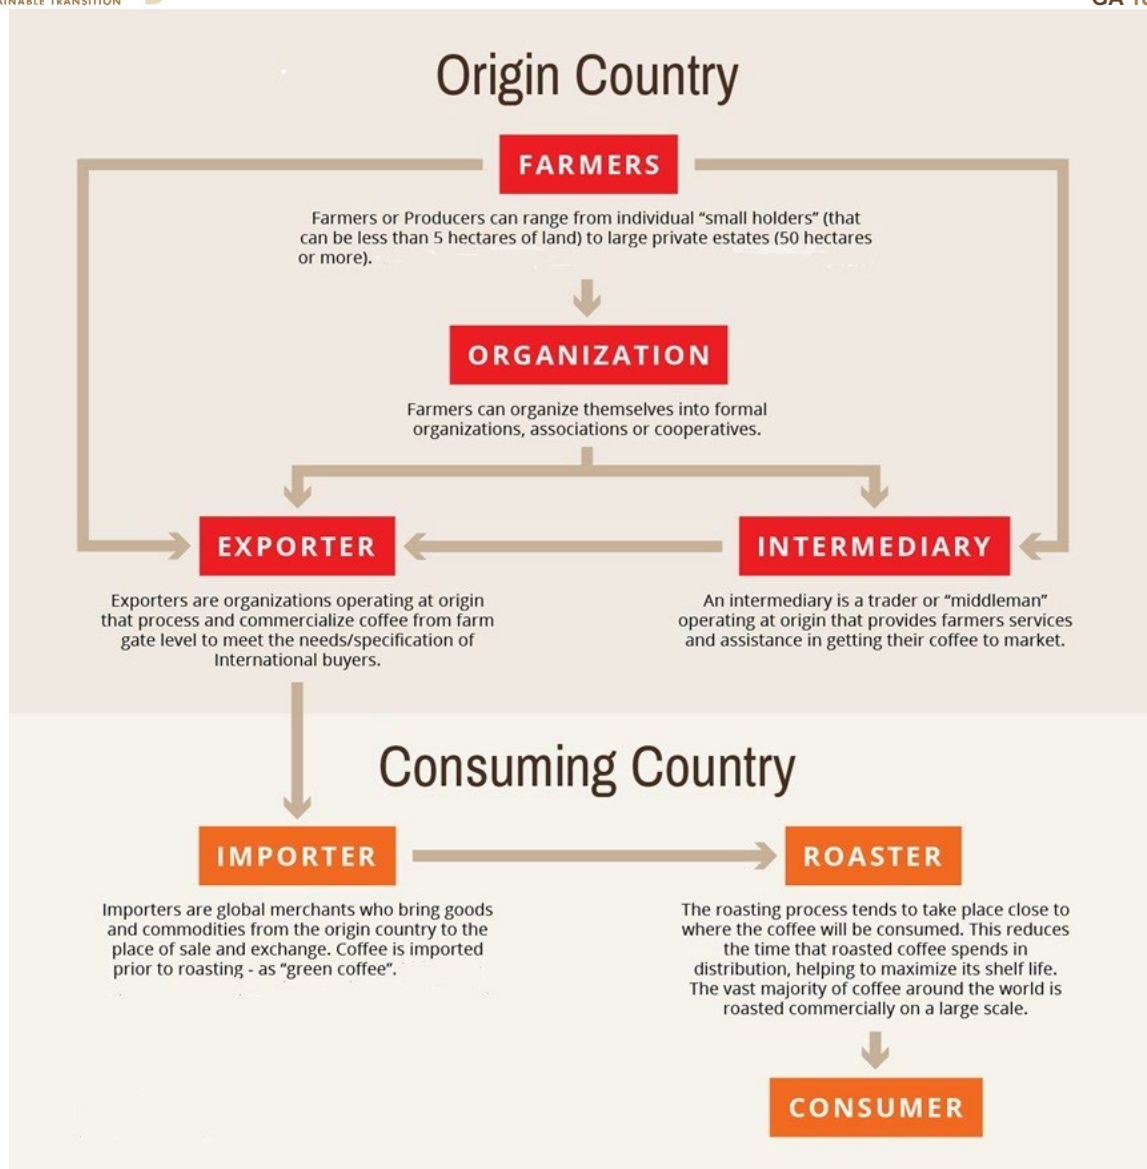 Origin Country
FARMERS
Farmers or Producers can range from individual “small holders” (that
can be less than 5 hectares of land) to large private estates (50 hectares
or more).
ORGANIZATION
Farmers can organize themselves into formal
organizations, associations or cooperatives.
EXPORTER
Exporters are organizations operating at origin
that process and commercialize coffee from farm
gate level to meet the needs/specification of
International buyers.
INTERMEDIARY
An intermediary is a trader or “middleman”
operating at origin that provides farmers services
and assistance in getting their coffee to market.
Consuming Country
IMPORTER
Importers are global merchants who bring goods
and commodities from the origin country to the
place of sale and exchange. Coffee is imported
prior to roasting - as “green coffee”.
ROASTER
The roasting process tends to take place close to
where the coffee will be consumed. This reduces
the time that roasted coffee spends in
distribution, helping to maximize its shelf life.
The vast majority of coffee around the world is
roasted commercially on a large scale.
CONSUMER